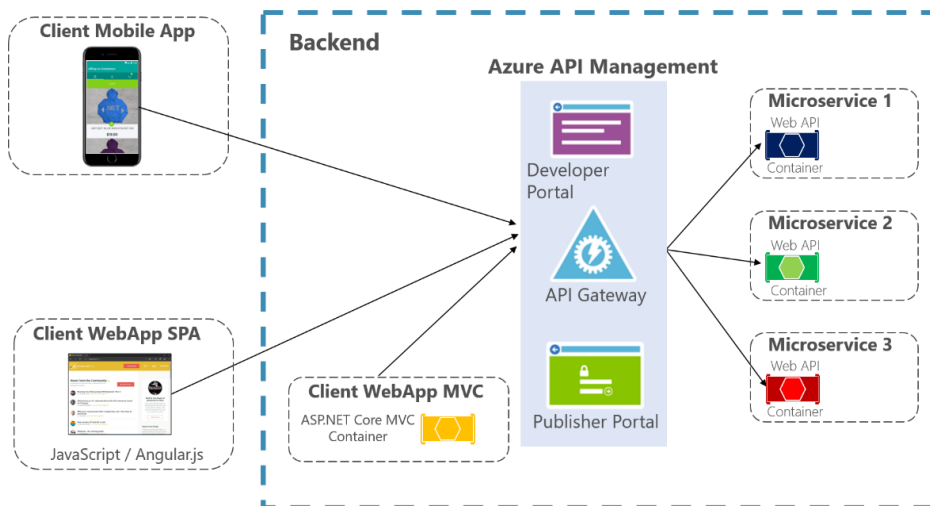 Client Mobile App
Backend
Azure API Management
Developer
Portal
API Gateway
Publisher Portal
Microservice 1
Web API
Container
Microservice 2
Web API
Container
Microservice 3
Web API
Container
Client WebApp SPA
JavaScript / Angular.js
Client WebApp MVC
ASP.NET Core MVC
Container